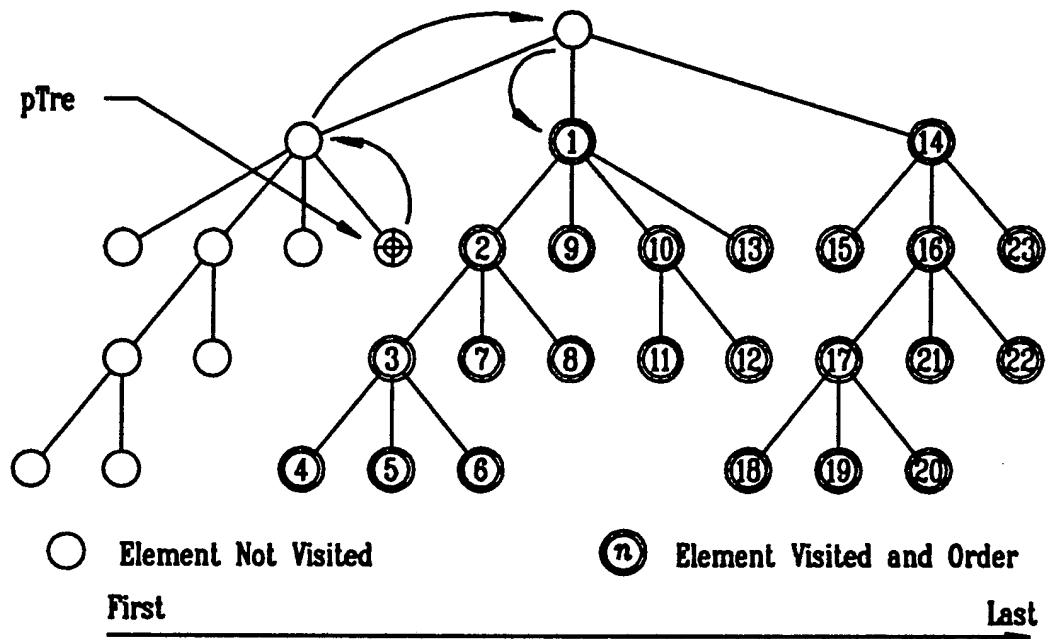 pTre
1 14
2 9 10 13 15 16 23
3 7 8 11 12 17 21 22
4 5 6 18 19 20
Element Not Visited
n Element Visited and Order
First Last